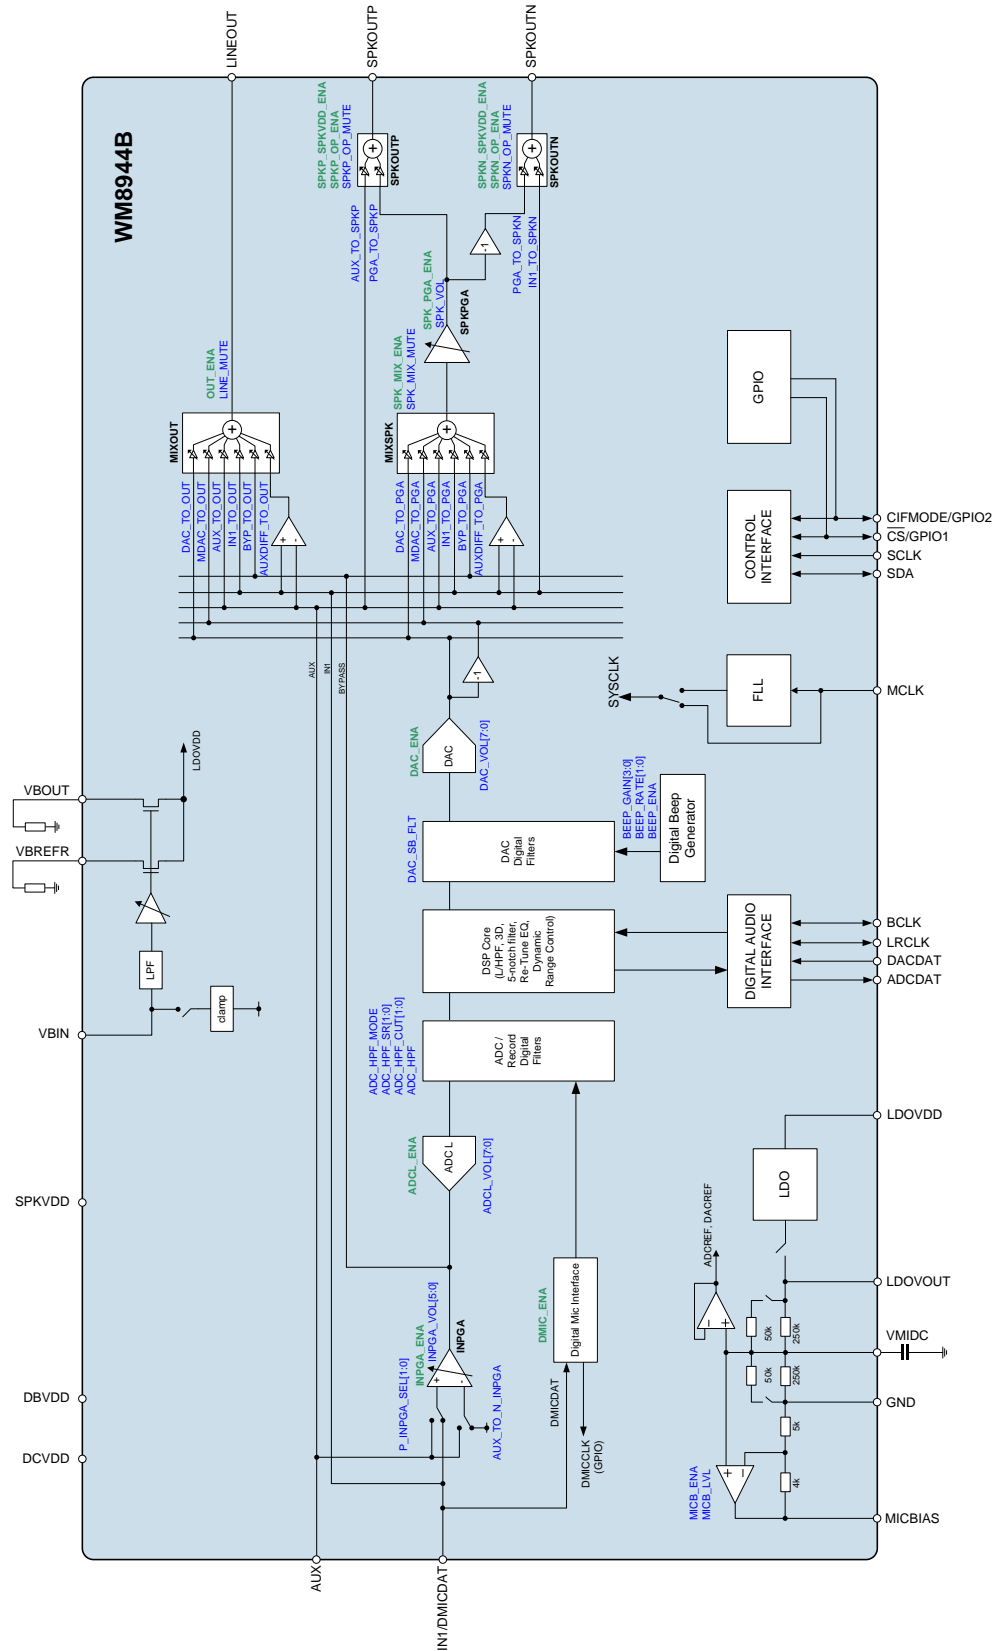 LINEOUT
SPKOUTP
SPKOUTN
WM8944B
SPKP_SPKVDD_ENA
SPKP_OP_ENA
SPKP_OP_MUTE
SPKOUTP
SPKN_SPKVDD_ENA
SPKN_OP_ENA
SPKN_OP_MUTE
SPKOUTN
+
+
AUX_TO_SPKP
PGA_TO_SPKP
-1
PGA_TO_SPKN
IN1_TO_SPKN
SPK_PGA_ENA
SPK_VOL
SPKPGA
OUT_ENA
LINE_MUTE
SPK_MIX_ENA
SPK_MIX_MUTE
MIXOUT
+
MIXSPK
+
DAC_TO_OUT
MDAC_TO_OUT
AUX_TO_OUT
IN1_TO_OUT
BYP_TO_OUT
AUXDIFF_TO_OUT
+
-
DAC_TO_PGA
MDAC_TO_PGA
AUX_TO_PGA
IN1_TO_PGA
BYP_TO_PGA
AUXDIFF_TO_PGA
+
-
GPIO
CONTROL
INTERFACE
CIFMODE/GPIO2
CS/GPIO1
SCLK
SDA
AUX
IN1
BYPASS
-1
SYSCLK
FLL
MCLK
DAC_ENA
DAC
DAC_VOL[7:0]
LDOVDD
VBOUT
VBREFR
LPF
clamp
VBIN
DAC_SB_FLT
DAC
Digital
Filters
BEEP_GAIN[3:0]
BEEP_RATE[1:0]
BEEP_ENA
Digital Beep
Generator
DSP Core
(L/HPF, 3D,
5-notch filter,
Re-Tune EQ,
Dynamic
Range Control)
DIGITAL AUDIO
INTERFACE
BCLK
LRCLK
DACDAT
ADCDAT
ADC_HPF_MODE
ADC_HPF_SR[1:0]
ADC_HPF_CUT[1:0]
ADC_HPF
ADC /
Record
Digital
Filters
ADCL_ENA
ADC L
ADCL_VOL[7:0]
SPKVDD
DBVDD
DCVDD
P_INPGA_SEL[1:0]
INPGA_ENA
INPGA_VOL[5:0]
INPGA
+
-
AUX_TO_N_INPGA
DMIC_ENA
Digital Mic Interface
DMICDAT
DMICCLK
(GPIO)
LDO
LDOVDD
ADCREF, DACREF
−
+
LDOVOUT
50k
250k
VMIDC
50k
250k
GND
5k
4k
MICB_ENA
MICB_LVL
+
−
MICBIAS
AUX
IN1/DMICDAT